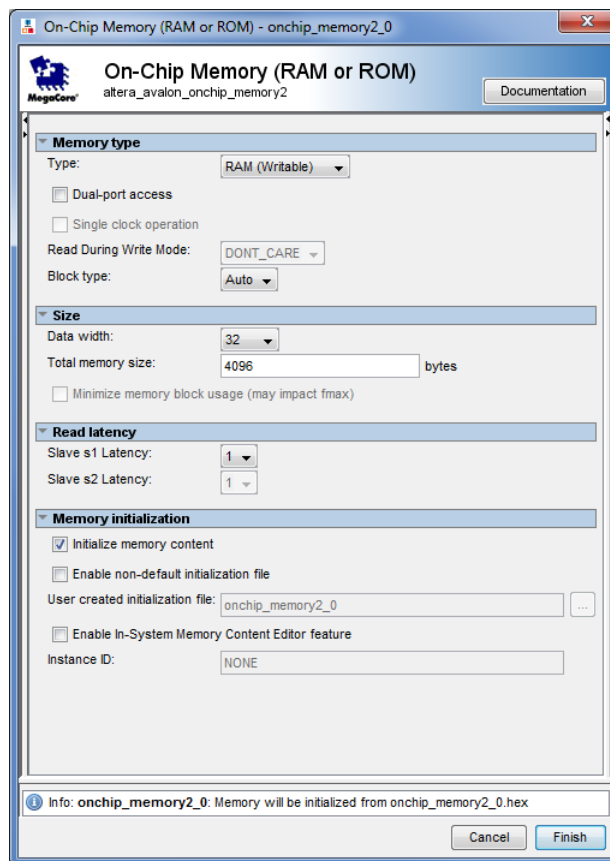 On-Chip Memory (RAM or ROM) - onchip_memory2_0
On-Chip Memory (RAM or ROM)
MegaCore®
altera_avalon_onchip_memory2
Documentation
Memory type
Type: RAM (Writable)
Dual-port access
Single clock operation
Read During Write Mode: DONT_CARE
Block type: Auto
Size
Data width: 32
Total memory size: 4096 bytes
Minimize memory block usage (may impact fmax)
Read latency
Slave s1 Latency: 1
Slave s2 Latency: 1
Memory initialization
Initialize memory content
Enable non-default initialization file
User created initialization file: onchip_memory2_0 ...
Enable In-System Memory Content Editor feature
Instance ID: NONE
Info: onchip_memory2_0: Memory will be initialized from onchip_memory2_0.hex
Cancel Finish